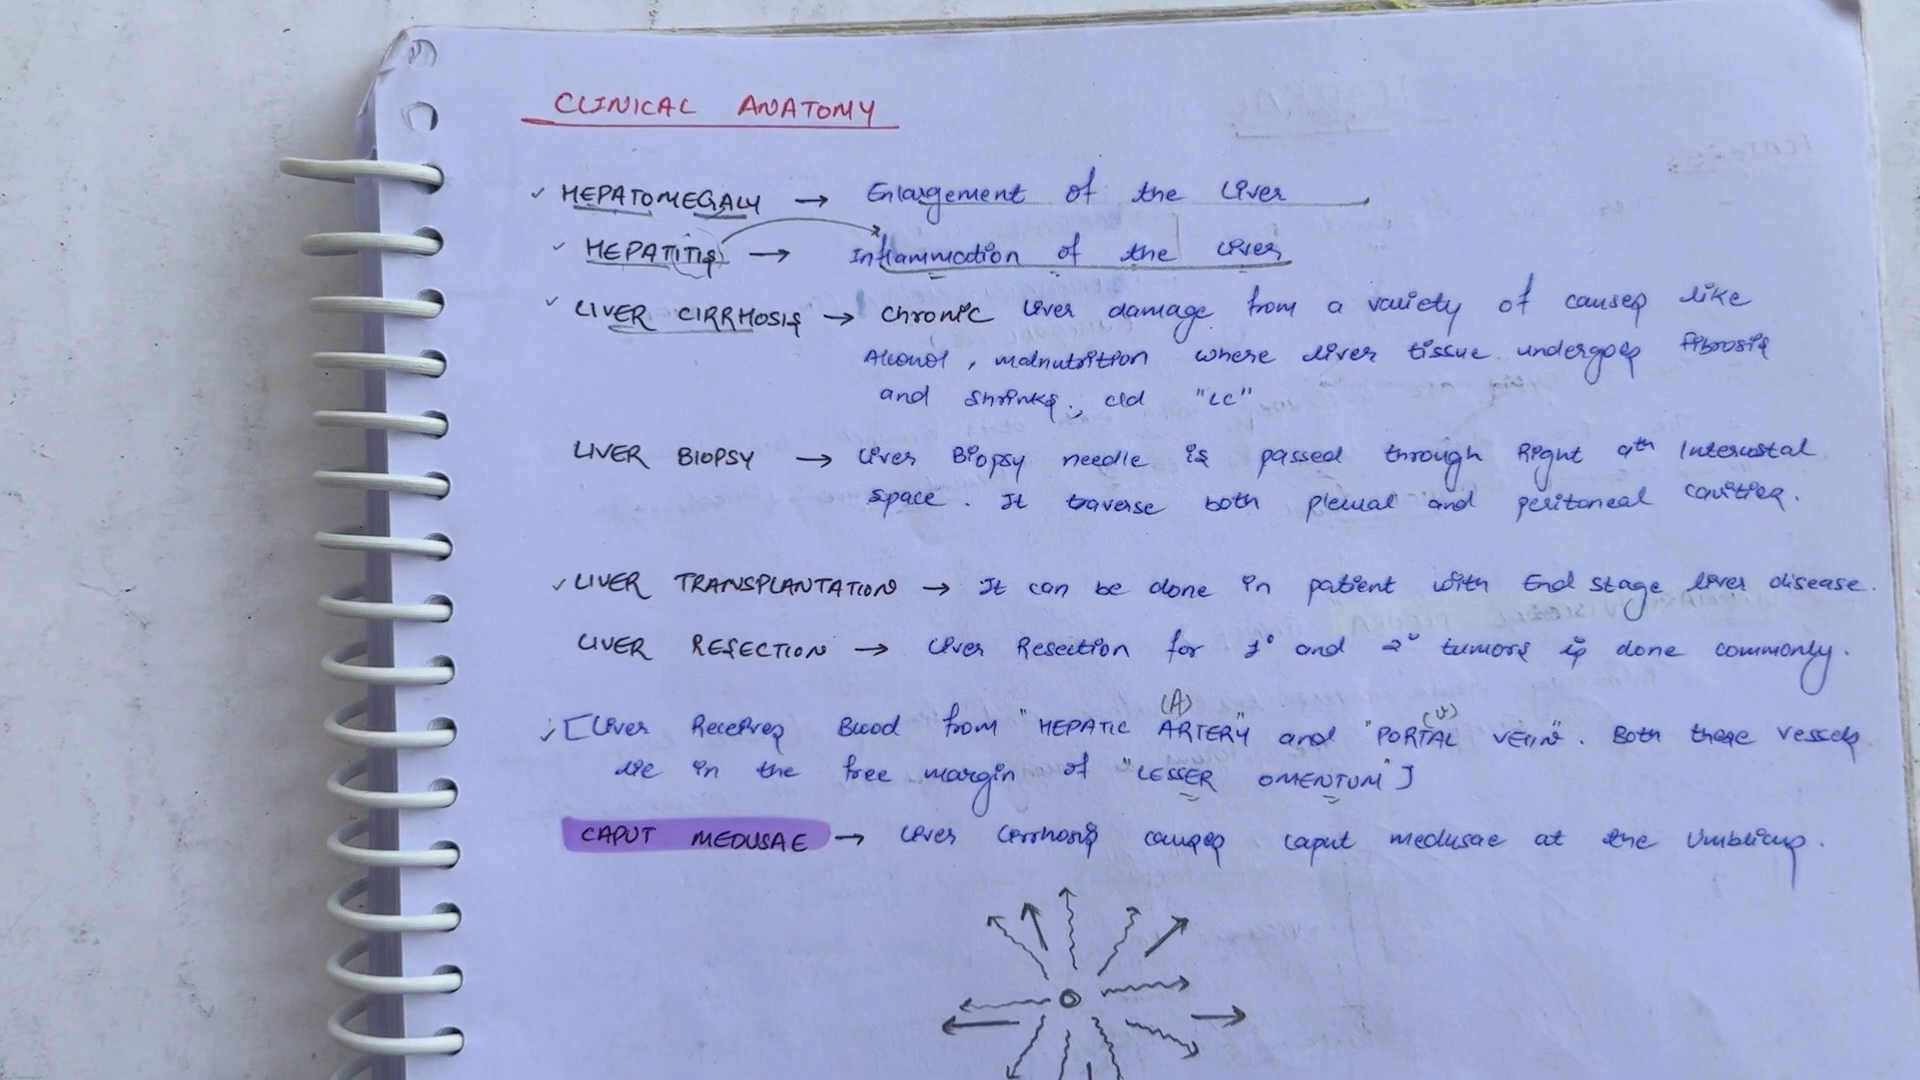 CLINICAL ANATOMY
✓ HEPATOMEGALY → Enlargement of the Liver
✓ HEPATITIS → Inflammation of the Liver
✓ LIVER CIRRHOSIS → Chronic Liver damage from a variety of causes like
Alcohol, malnutrition where liver tissue undergoes fibrosis
and shrinks, cld "LC"
LIVER BIOPSY → Liver Biopsy needle is passed through Right 9th Intercostal
space. It traverse both pleural and peritoneal cavities.
✓ LIVER TRANSPLANTATION → It can be done in patient with End stage liver disease.
LIVER RESECTION → Liver Resection for 1° and 2° tumors is done commonly.
(A) (V)
✓ [Liver Receives Blood from "HEPATIC ARTERY" and "PORTAL VEIN". Both these vessels
lie in the free margin of "LESSER OMENTUM"]
CAPUT MEDUSAE → Liver Cirrhosis causes caput medusae at the Umblicus.